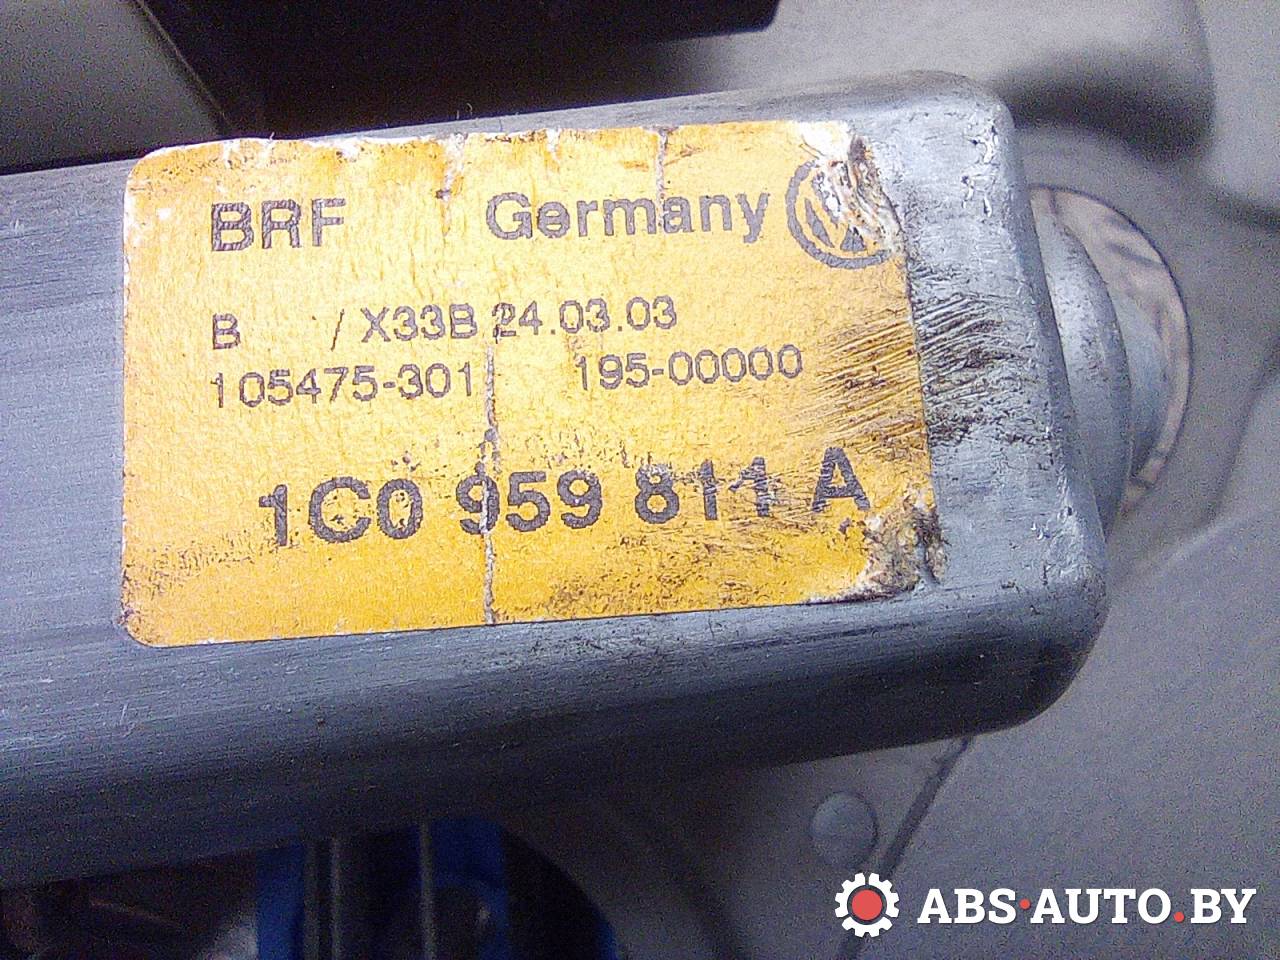 BRF Germany
B / X33B 24.03.03
105475-301 195-00000
1C0 959 811 A
ABS·AUTO.BY